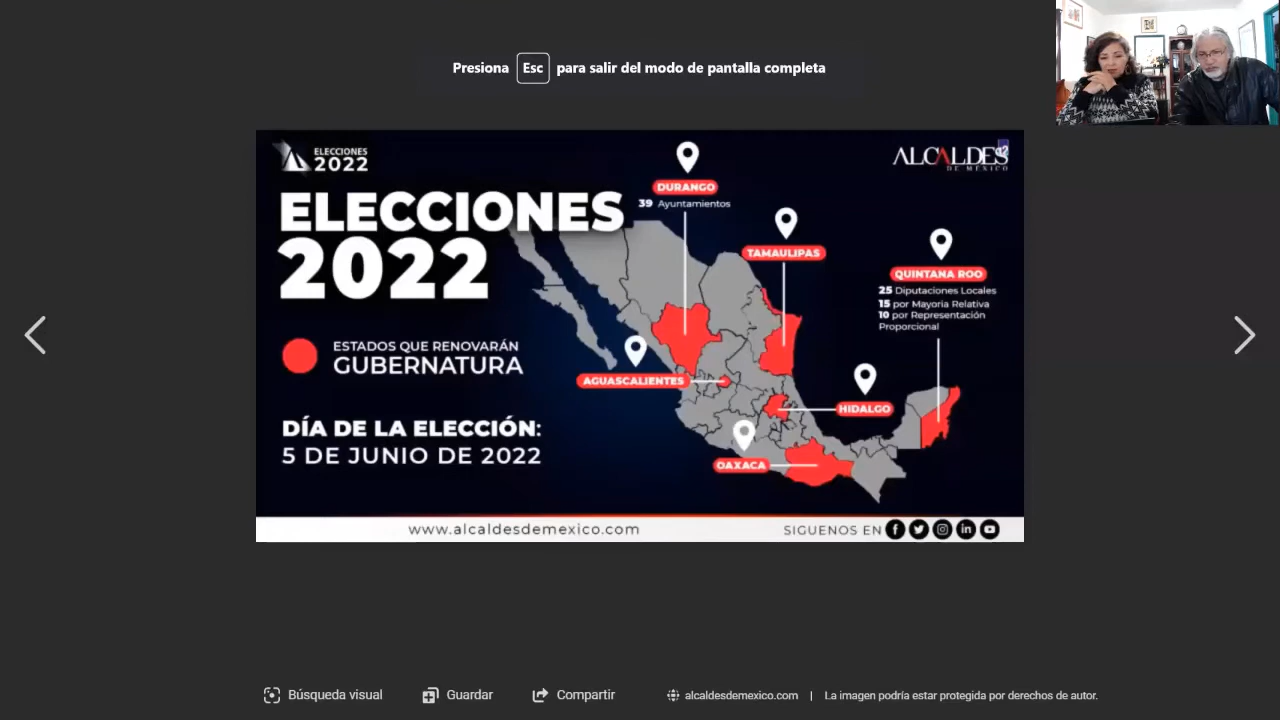 Presiona Esc para salir del modo de pantalla completa
ELECCIONES
2022
ALCALDES
DE MÉXICO
ELECCIONES
2022
DURANGO
39 Ayuntamientos
TAMAULIPAS
QUINTANA ROO
25 Diputaciones Locales
15 por Mayoria Relativa
10 por Representación
Proporcional
ESTADOS QUE RENOVARÁN
GUBERNATURA
AGUASCALIENTES
HIDALGO
DÍA DE LA ELECCIÓN:
5 DE JUNIO DE 2022
OAXACA
www.alcaldesdemexico.com
SIGUENOS EN
Búsqueda visual
Guardar
Compartir
alcaldesdemexico.com | La imagen podría estar protegida por derechos de autor.